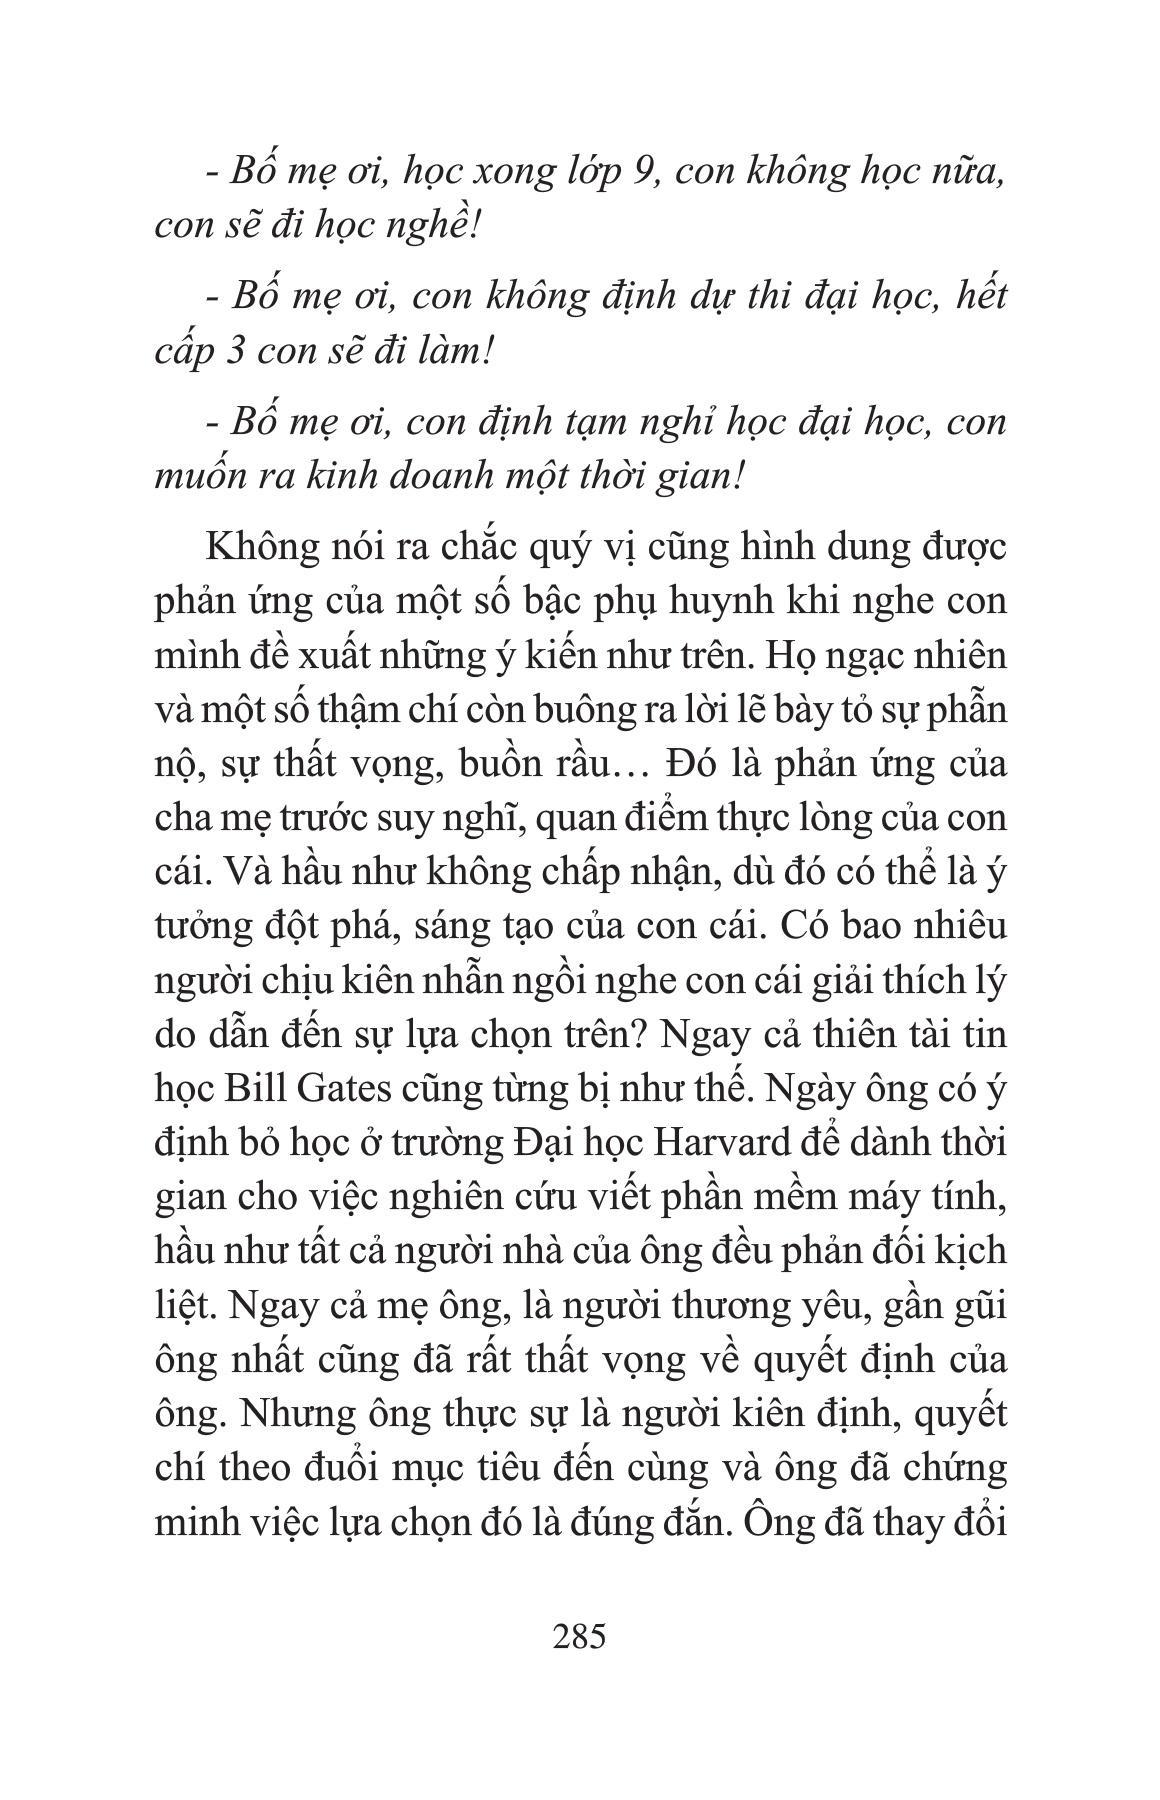 - Bố mẹ ơi, học xong lớp 9, con không học nữa,
con sẽ đi học nghề!
- Bố mẹ ơi, con không định dự thi đại học, hết
cấp 3 con sẽ đi làm!
- Bố mẹ ơi, con định tạm nghỉ học đại học, con
muốn ra kinh doanh một thời gian!
Không nói ra chắc quý vị cũng hình dung được
phản ứng của một số bậc phụ huynh khi nghe con
mình đề xuất những ý kiến như trên. Họ ngạc nhiên
và một số thậm chí còn buông ra lời lẽ bày tỏ sự phẫn
nộ, sự thất vọng, buồn rầu… Đó là phản ứng của
cha mẹ trước suy nghĩ, quan điểm thực lòng của con
cái. Và hầu như không chấp nhận, dù đó có thể là ý
tưởng đột phá, sáng tạo của con cái. Có bao nhiêu
người chịu kiên nhẫn ngồi nghe con cái giải thích lý
do dẫn đến sự lựa chọn trên? Ngay cả thiên tài tin
học Bill Gates cũng từng bị như thế. Ngày ông có ý
định bỏ học ở trường Đại học Harvard để dành thời
gian cho việc nghiên cứu viết phần mềm máy tính,
hầu như tất cả người nhà của ông đều phản đối kịch
liệt. Ngay cả mẹ ông, là người thương yêu, gần gũi
ông nhất cũng đã rất thất vọng về quyết định của
ông. Nhưng ông thực sự là người kiên định, quyết
chí theo đuổi mục tiêu đến cùng và ông đã chứng
minh việc lựa chọn đó là đúng đắn. Ông đã thay đổi
285